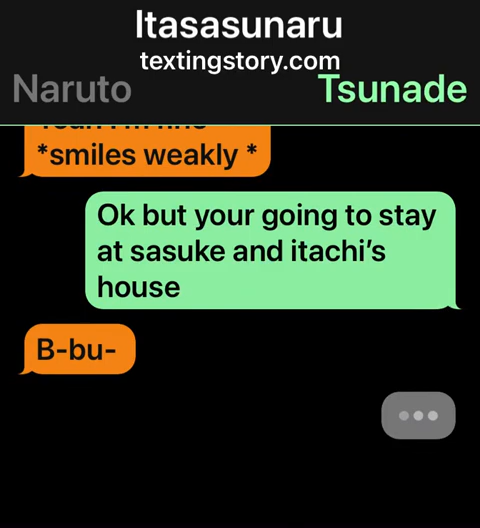 Itasasunaru
textingstory.com
Naruto Tsunade
*smiles weakly *
Ok but your going to stay
at sasuke and itachi's
house
B-bu-